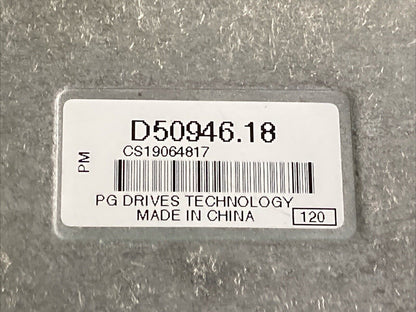 PM
D50946.18
CS19064817
PG DRIVES TECHNOLOGY
MADE IN CHINA
120